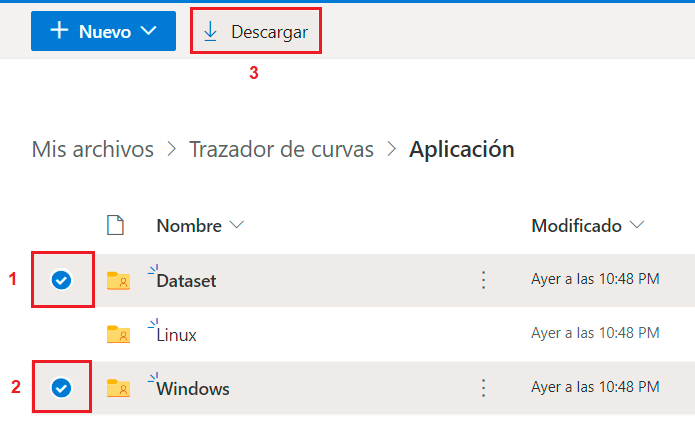 Nuevo Descargar
3
Mis archivos > Trazador de curvas > Aplicación
Nombre Modificado
1 Dataset Ayer a las 10:48 PM
Linux Ayer a las 10:48 PM
2 Windows Ayer a las 10:48 PM